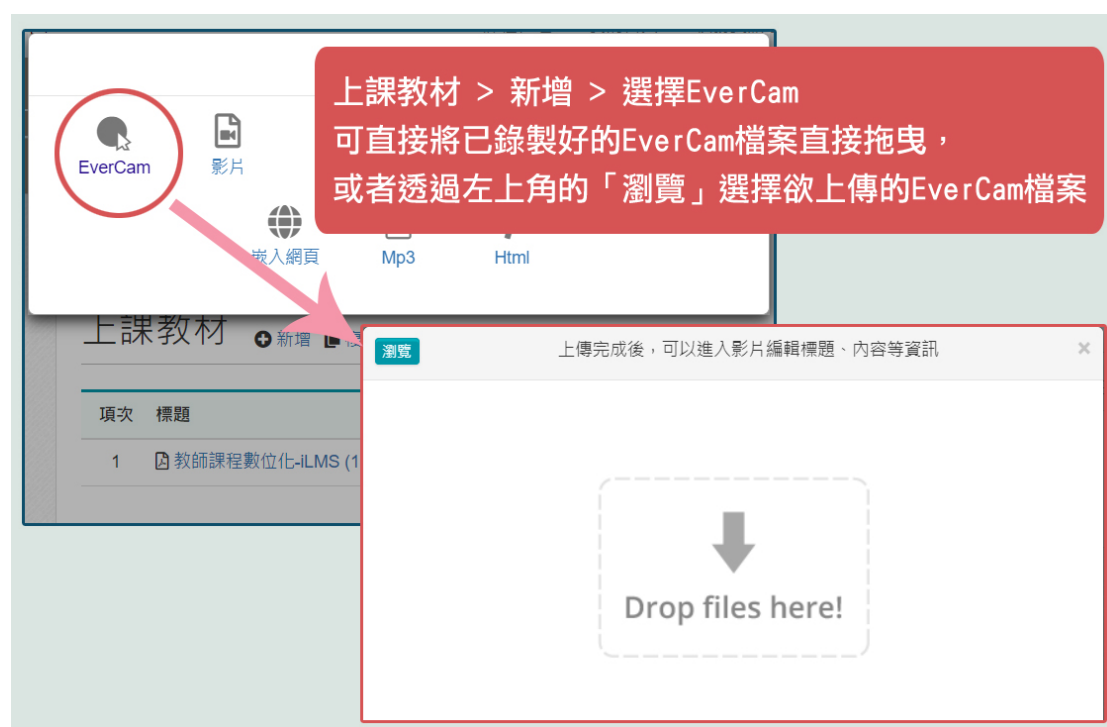 上課教材 > 新增 > 選擇EverCam
可直接將已錄製好的EverCam檔案直接拖曳，
或者透過左上角的「瀏覽」選擇欲上傳的EverCam檔案
EverCam
影片
嵌入網頁
Mp3
Html
上課教材 新增
項次 標題
1 教師課程數位化-iLMS (1
瀏覽 上傳完成後，可以進入影片編輯標題、內容等資訊 ×
Drop files here!